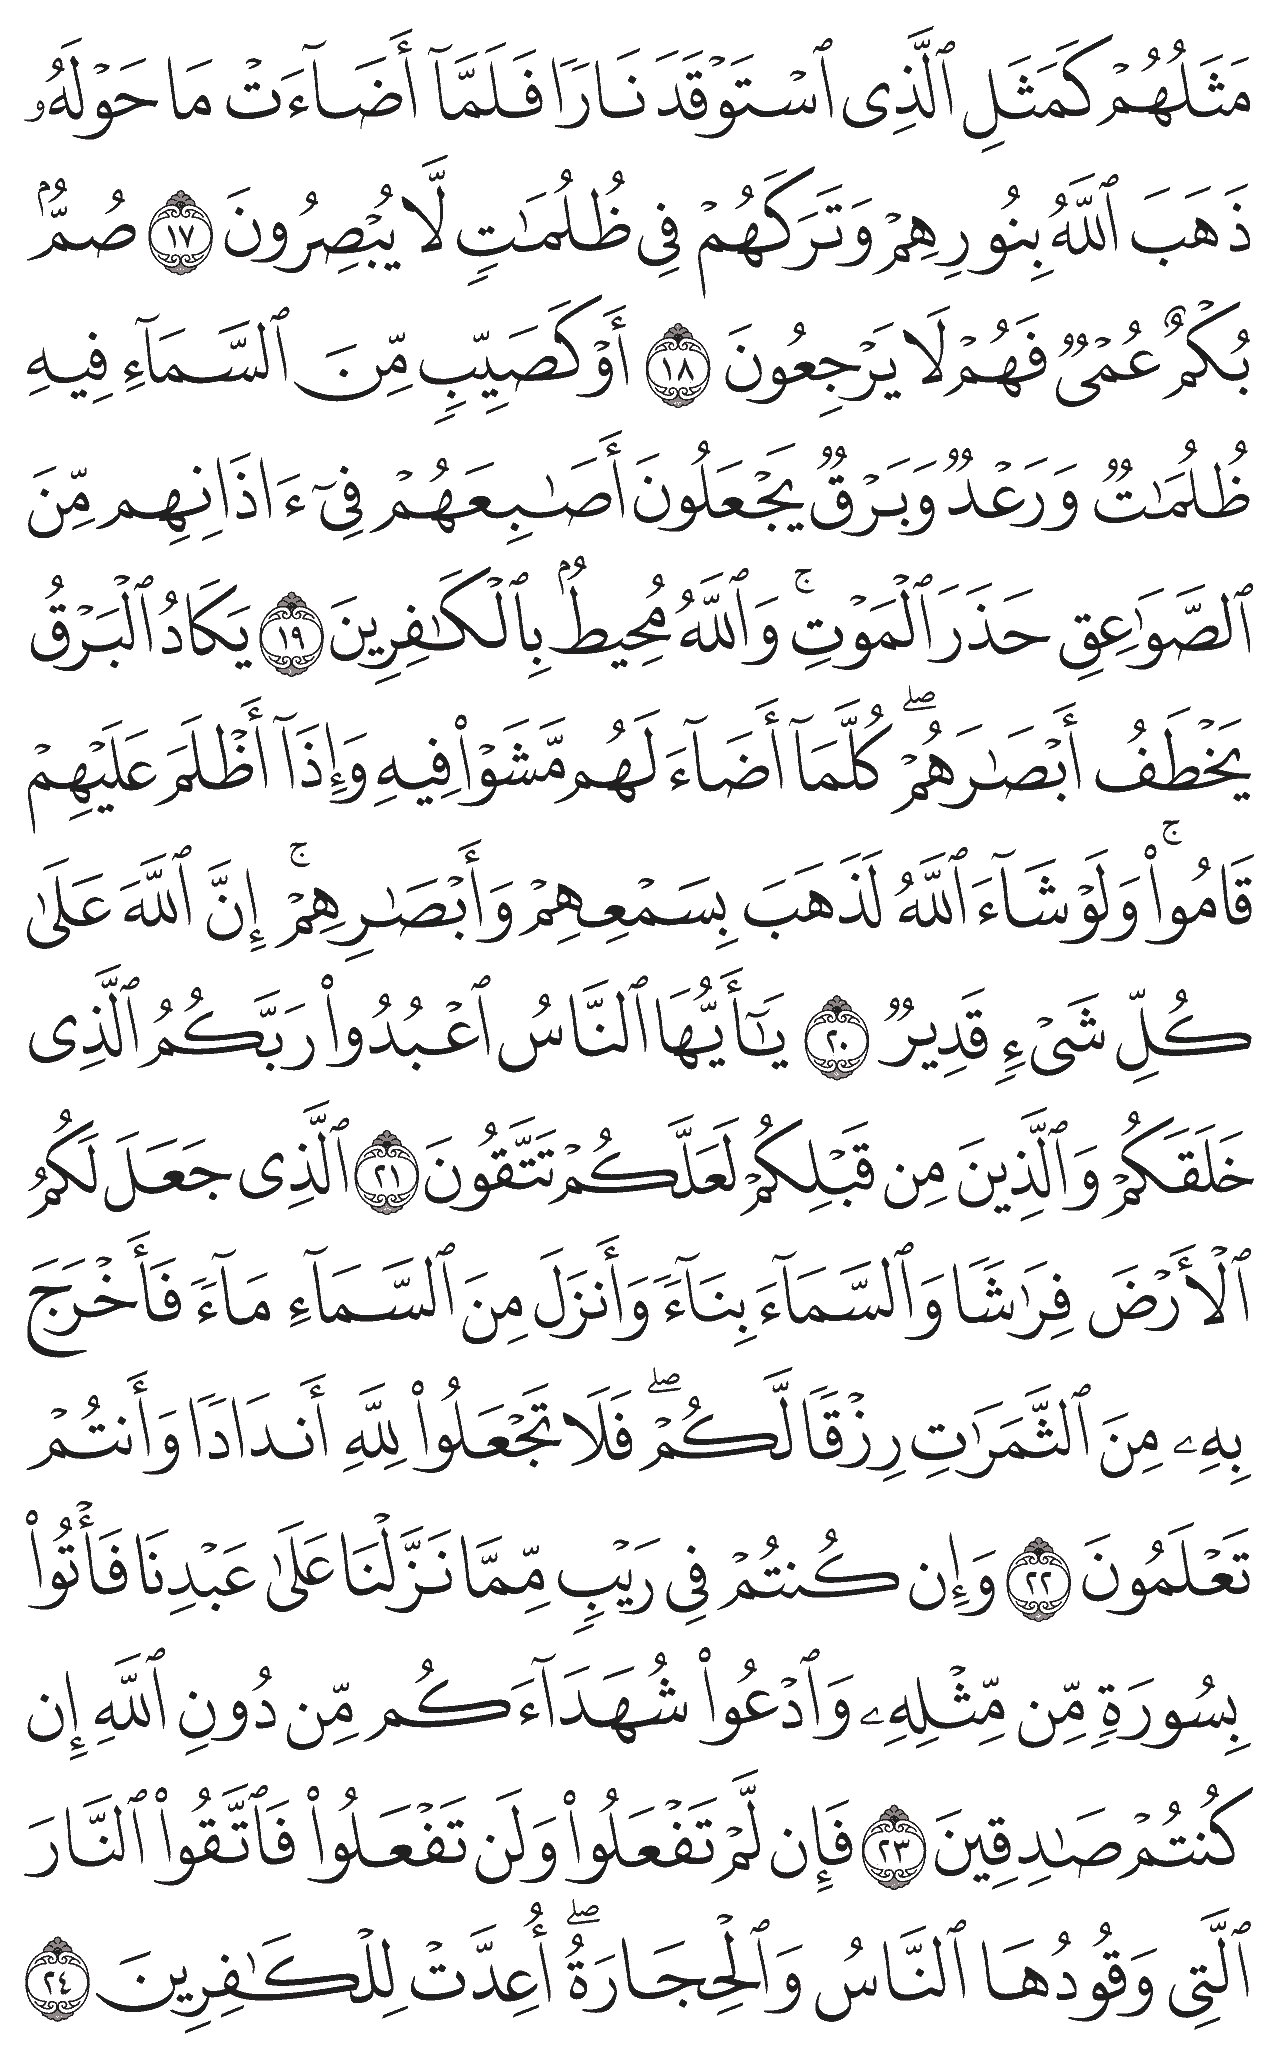 مَثَلُهُمۡ كَمَثَلِ ٱلَّذِى ٱسۡتَوۡقَدَ نَارًا فَلَمَّآ أَضَآءَتۡ مَا حَوۡلَهُۥ
ذَهَبَ ٱللَّهُ بِنُورِهِمۡ وَتَرَكَهُمۡ فِى ظُلُمَٰتٍ لَّا يُبۡصِرُونَ ١٧ صُمُّۢ
بُكۡمٌ عُمۡىٌ فَهُمۡ لَا يَرۡجِعُونَ ١٨ أَوۡ كَصَيِّبٍ مِّنَ ٱلسَّمَآءِ فِيهِ
ظُلُمَٰتٌ وَرَعۡدٌ وَبَرۡقٌ يَجۡعَلُونَ أَصَٰبِعَهُمۡ فِىٓ ءَاذَانِهِم مِّنَ
ٱلصَّوَٰعِقِ حَذَرَ ٱلۡمَوۡتِۚ وَٱللَّهُ مُحِيطٌۢ بِٱلۡكَٰفِرِينَ ١٩ يَكَادُ ٱلۡبَرۡقُ
يَخۡطَفُ أَبۡصَٰرَهُمۡۖ كُلَّمَآ أَضَآءَ لَهُم مَّشَوۡاْ فِيهِ وَإِذَآ أَظۡلَمَ عَلَيۡهِمۡ
قَامُواْۚ وَلَوۡ شَآءَ ٱللَّهُ لَذَهَبَ بِسَمۡعِهِمۡ وَأَبۡصَٰرِهِمۡۚ إِنَّ ٱللَّهَ عَلَىٰ
كُلِّ شَىۡءٍ قَدِيرٌ ٢٠ يَٰٓأَيُّهَا ٱلنَّاسُ ٱعۡبُدُواْ رَبَّكُمُ ٱلَّذِى
خَلَقَكُمۡ وَٱلَّذِينَ مِن قَبۡلِكُمۡ لَعَلَّكُمۡ تَتَّقُونَ ٢١ ٱلَّذِى جَعَلَ لَكُمُ
ٱلۡأَرۡضَ فِرَٰشًا وَٱلسَّمَآءَ بِنَآءً وَأَنزَلَ مِنَ ٱلسَّمَآءِ مَآءً فَأَخۡرَجَ
بِهِۦ مِنَ ٱلثَّمَرَٰتِ رِزۡقًا لَّكُمۡۖ فَلَا تَجۡعَلُواْ لِلَّهِ أَندَادًا وَأَنتُمۡ
تَعۡلَمُونَ ٢٢ وَإِن كُنتُمۡ فِى رَيۡبٍ مِّمَّا نَزَّلۡنَا عَلَىٰ عَبۡدِنَا فَأۡتُواْ
بِسُورَةٍ مِّن مِّثۡلِهِۦ وَٱدۡعُواْ شُهَدَآءَكُم مِّن دُونِ ٱللَّهِ إِن
كُنتُمۡ صَٰدِقِينَ ٢٣ فَإِن لَّمۡ تَفۡعَلُواْ وَلَن تَفۡعَلُواْ فَٱتَّقُواْ ٱلنَّارَ
ٱلَّتِى وَقُودُهَا ٱلنَّاسُ وَٱلۡحِجَارَةُۖ أُعِدَّتۡ لِلۡكَٰفِرِينَ ٢٤